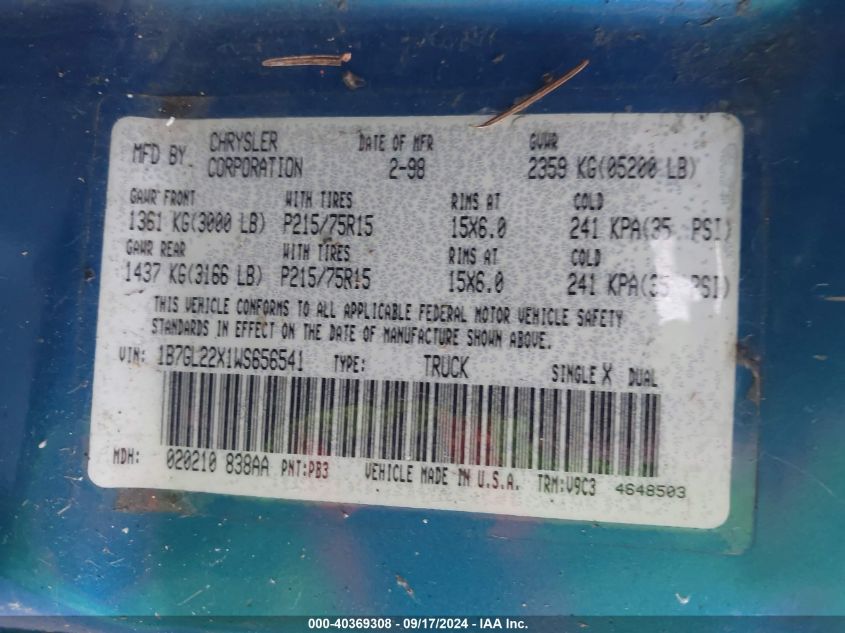 MFD BY CHRYSLER CORPORATION DATE OF MFR 2-98 GVWR 2359 KG(05200 LB)
GAWR FRONT WITH TIRES RIMS AT COLD
1361 KG(3000 LB) P215/75R15 15X6.0 241 KPA(35 PSI)
GAWR REAR WITH TIRES RIMS AT COLD
1437 KG(3166 LB) P215/75R15 15X6.0 241 KPA(35 PSI)
THIS VEHICLE CONFORMS TO ALL APPLICABLE FEDERAL MOTOR VEHICLE SAFETY
STANDARDS IN EFFECT ON THE DATE OF MANUFACTURE SHOWN ABOVE.
VIN: 1B7GL22X1WS656541 TYPE: TRUCK SINGLE X DUAL
MDH: 020210 838AA PNT:PB3 VEHICLE MADE IN U.S.A. TRM:V9C3 4648503
000-40369308 - 09/17/2024 - IAA Inc.